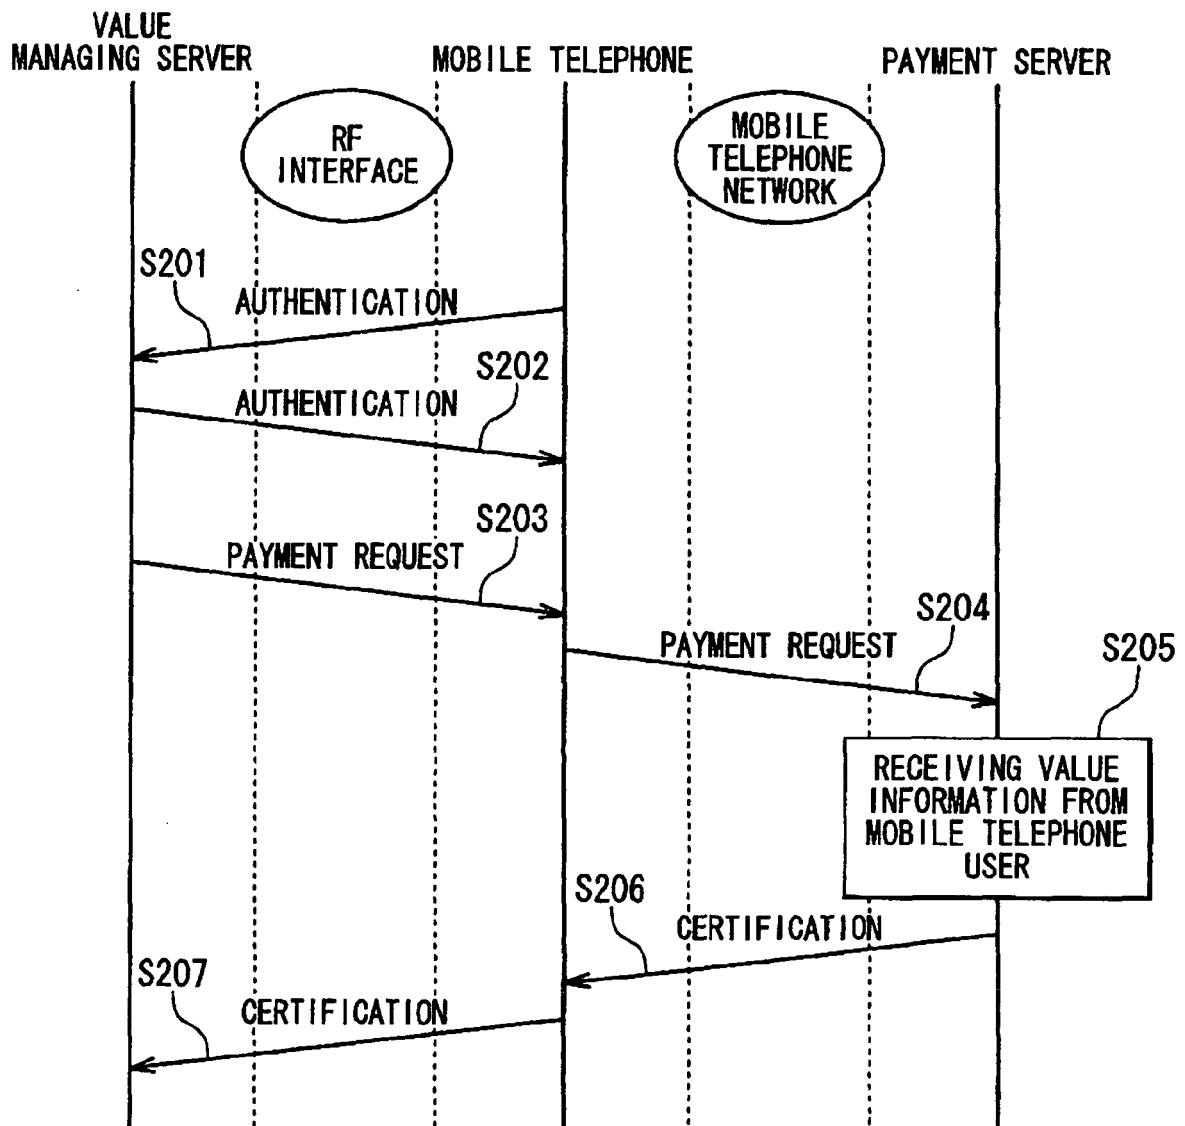 VALUE
MANAGING SERVER
MOBILE TELEPHONE
PAYMENT SERVER
RF
INTERFACE
MOBILE
TELEPHONE
NETWORK
S201
AUTHENTICATION
S202
AUTHENTICATION
S203
PAYMENT REQUEST
S204
PAYMENT REQUEST
S205
RECEIVING VALUE
INFORMATION FROM
MOBILE TELEPHONE
USER
S206
CERTIFICATION
S207
CERTIFICATION